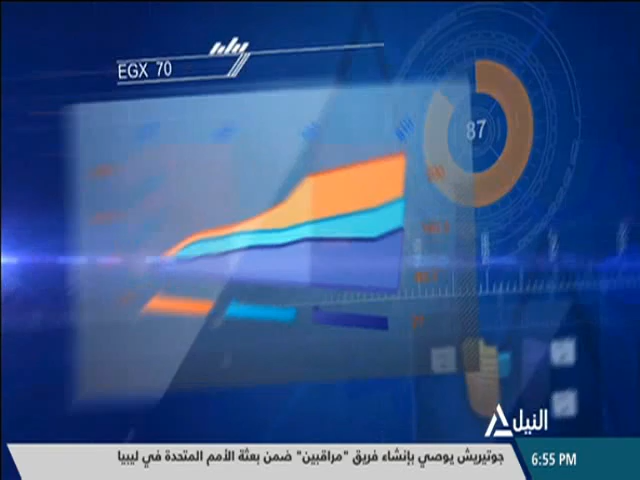 EGX 70
87
النيل
جوتيريش يوصي بإنشاء فريق "مراقبين" ضمن بعثة الأمم المتحدة في ليبيا
6:55 PM